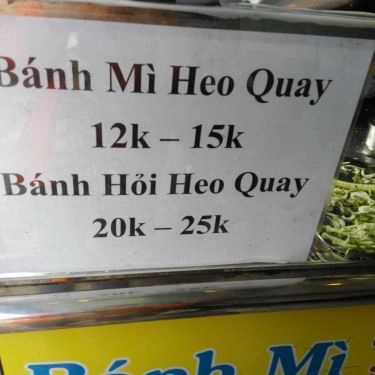 Bánh Mì Heo Quay
12k – 15k
Bánh Hỏi Heo Quay
20k – 25k
Bánh Mì